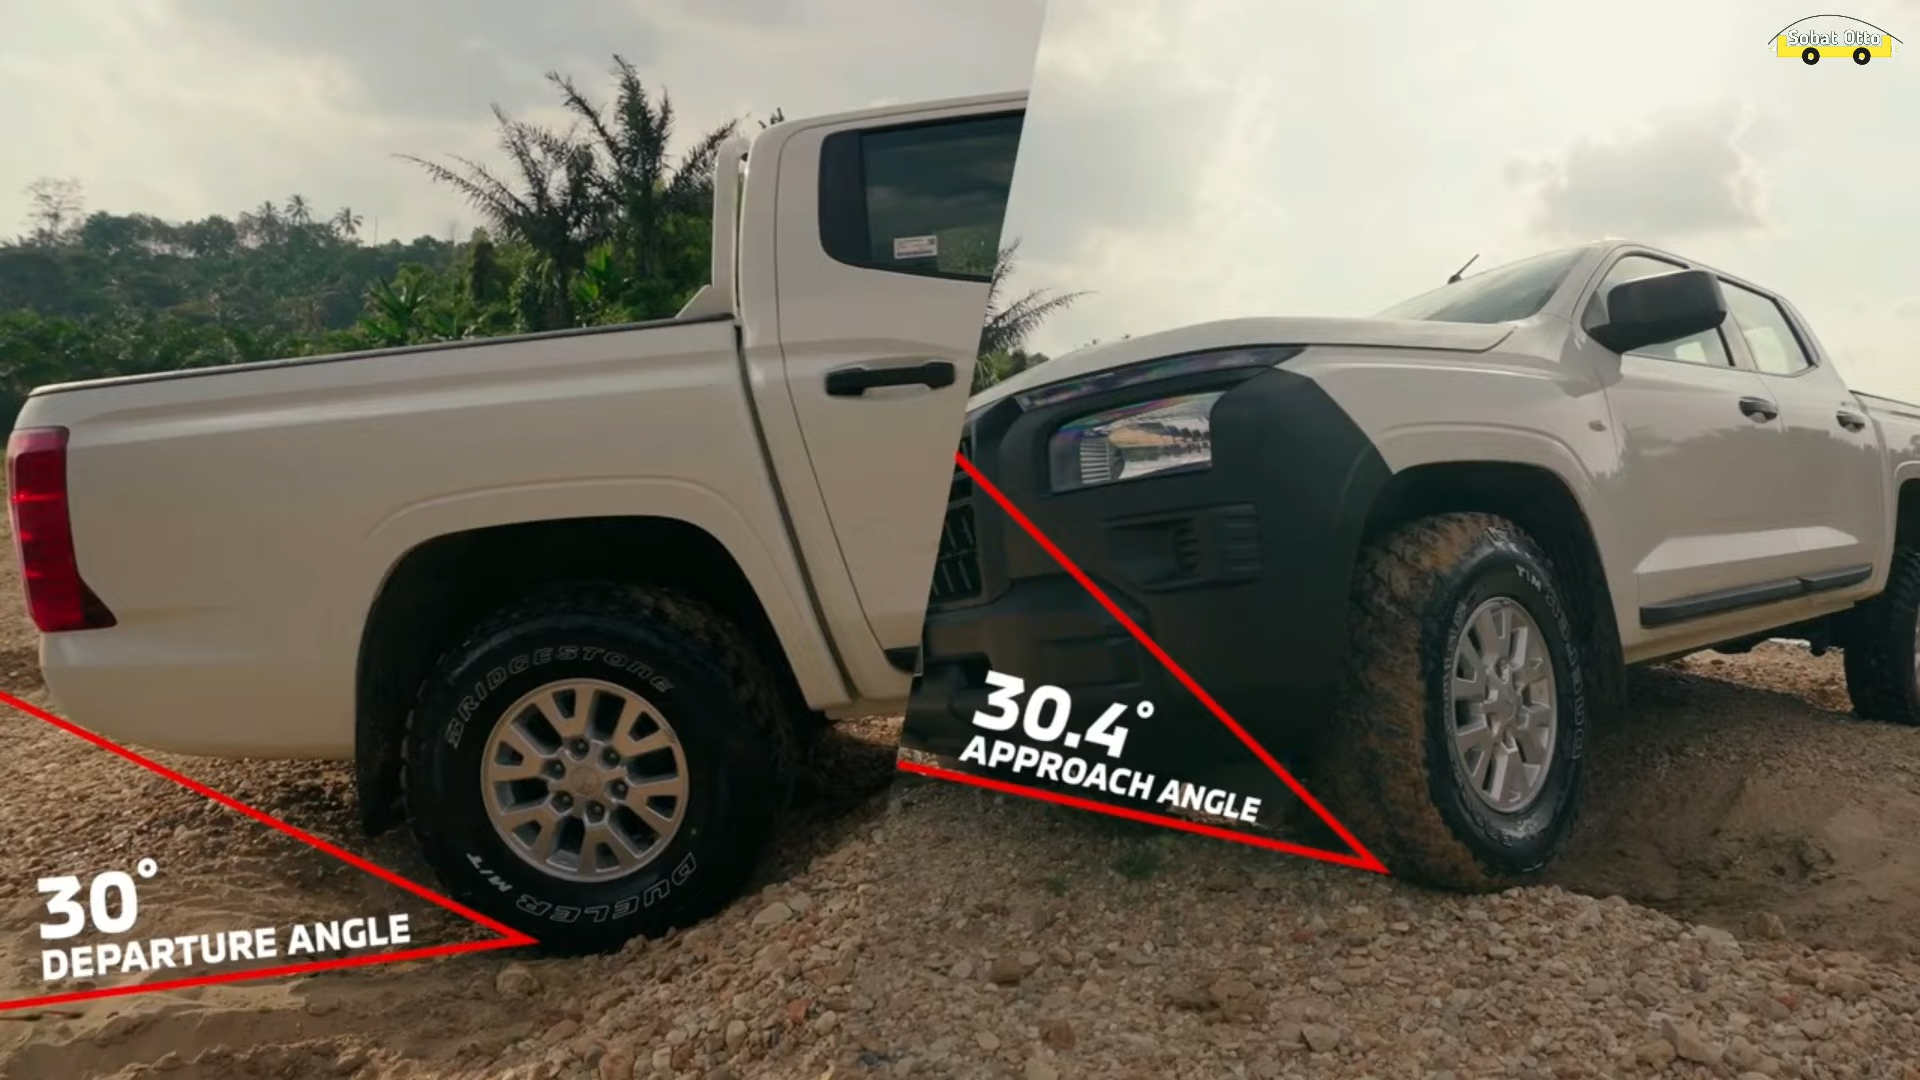 Sobat Otto
BRIDGESTONE
DUELER M/T
30°
DEPARTURE ANGLE
30.4°
APPROACH ANGLE